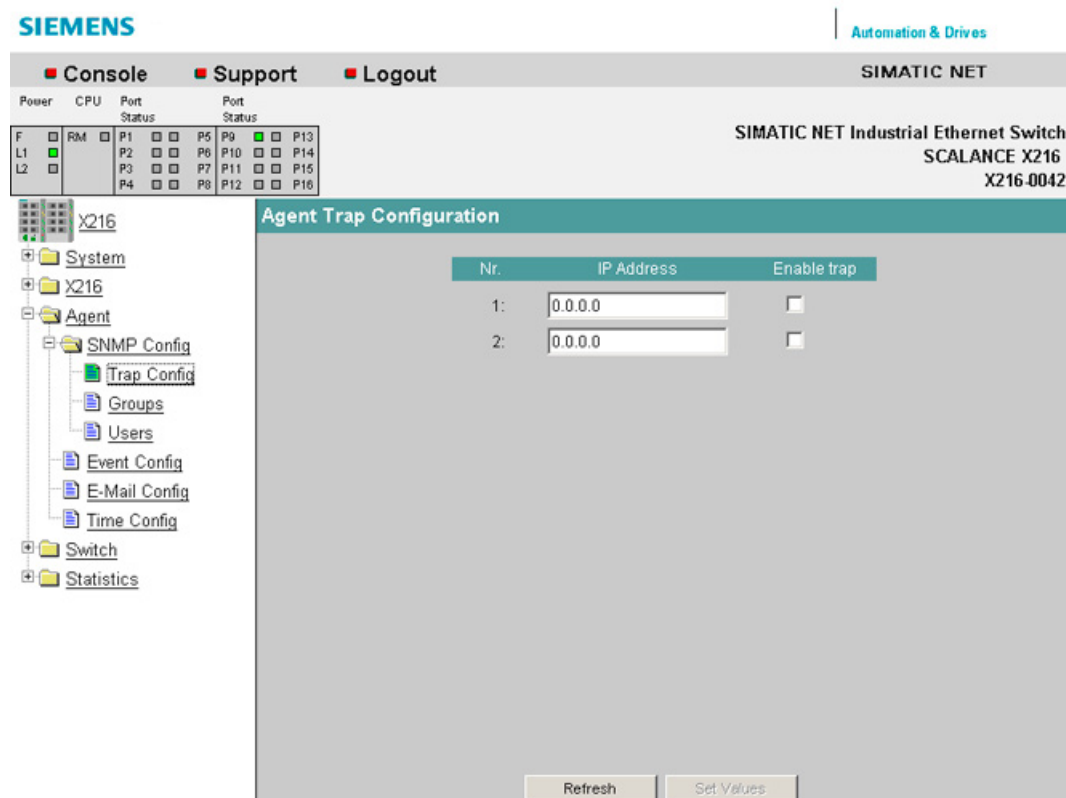 SIEMENS
Automation & Drives
Console Support Logout SIMATIC NET
Power CPU Port Status Port Status
F RM P1 P5 P9 P13
L1 P2 P6 P10 P14
L2 P3 P7 P11 P15
P4 P8 P12 P16
SIMATIC NET Industrial Ethernet Switch
SCALANCE X216
X216-0042
X216
System
X216
Agent
SNMP Config
Trap Config
Groups
Users
Event Config
E-Mail Config
Time Config
Switch
Statistics
Agent Trap Configuration
Nr. IP Address Enable trap
1: 0.0.0.0
2: 0.0.0.0
Refresh Set Values